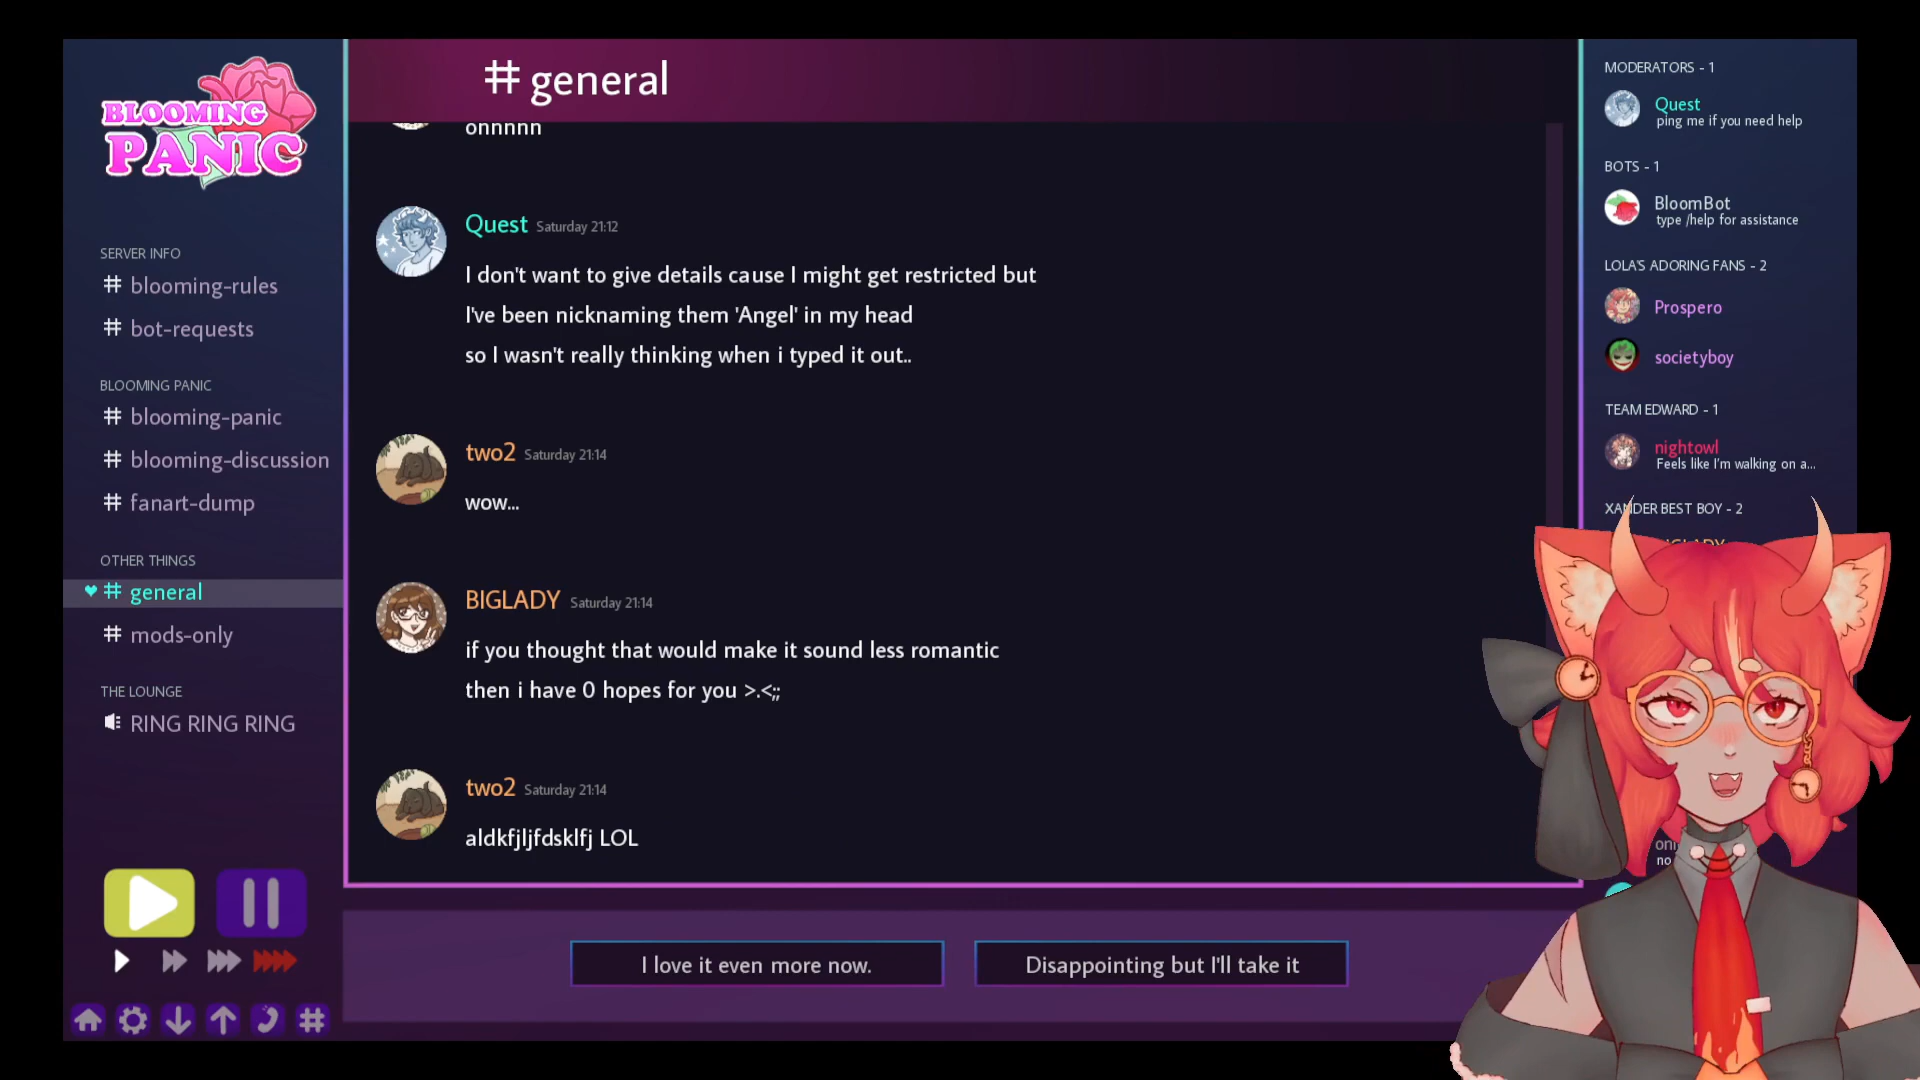 BLOOMING
PANIC
SERVER INFO
# blooming-rules
# bot-requests
BLOOMING PANIC
# blooming-panic
# blooming-discussion
# fanart-dump
OTHER THINGS
# general
# mods-only
THE LOUNGE
RING RING RING
# general
Quest Saturday 21:12
I don't want to give details cause I might get restricted but
I've been nicknaming them 'Angel' in my head
so I wasn't really thinking when i typed it out..
two2 Saturday 21:14
wow...
BIGLADY Saturday 21:14
if you thought that would make it sound less romantic
then i have 0 hopes for you >.<;;
two2 Saturday 21:14
aldkfjljfdsklfj LOL
I love it even more now.
Disappointing but I'll take it
MODERATORS - 1
Quest
ping me if you need help
BOTS - 1
BloomBot
type /help for assistance
LOLA'S ADORING FANS - 2
Prospero
societyboy
TEAM EDWARD - 1
nightowl
Feels like I'm walking on a...
XANDER BEST BOY - 2
no